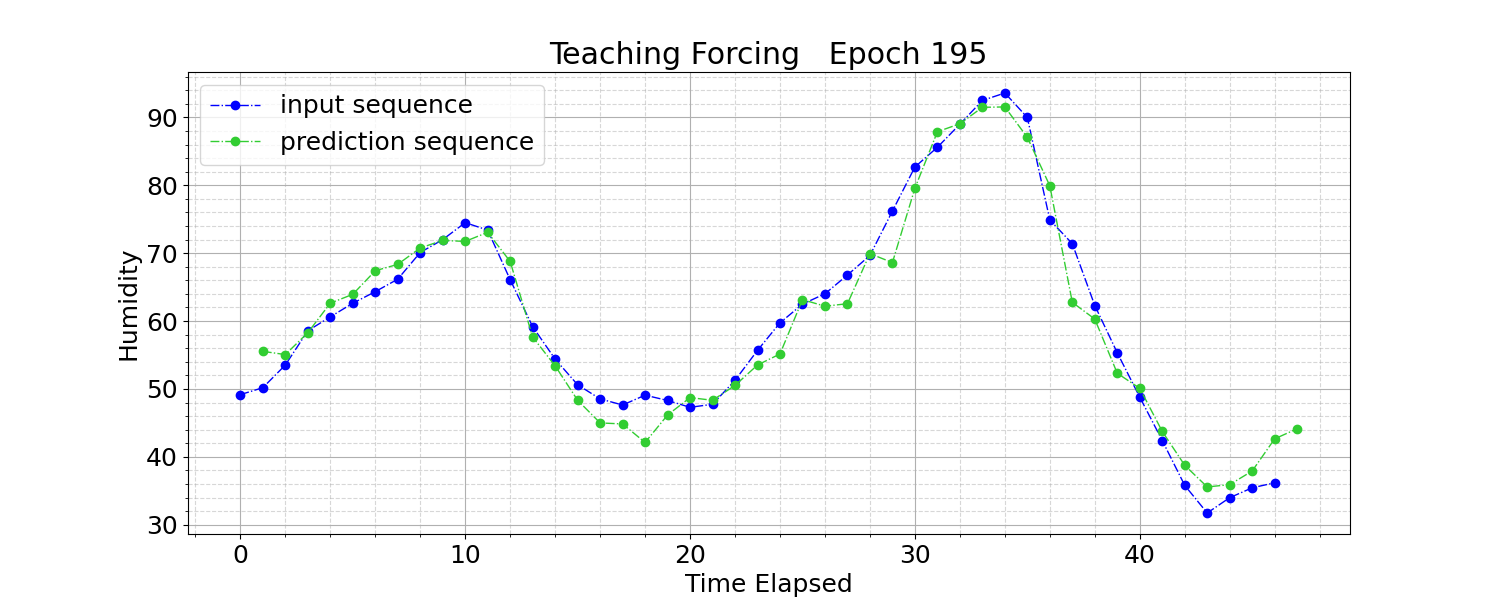 Teaching Forcing   Epoch 195
input sequence
prediction sequence
Humidity
90
80
70
60
50
40
30
0 10 20 30 40
Time Elapsed